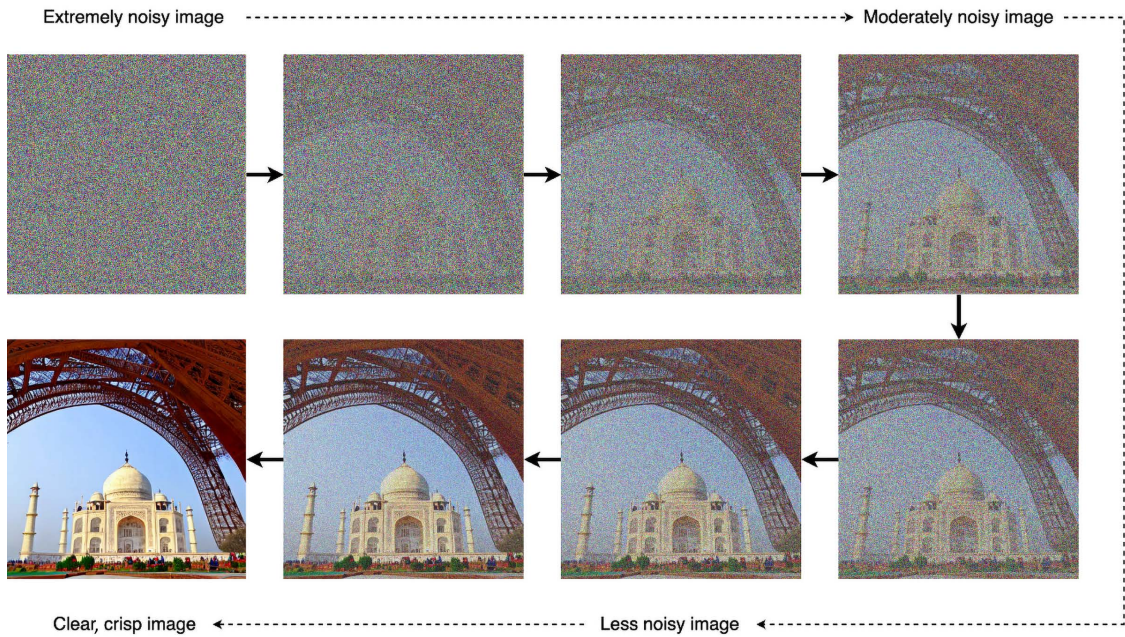 Extremely noisy image
Moderately noisy image
Clear, crisp image
Less noisy image